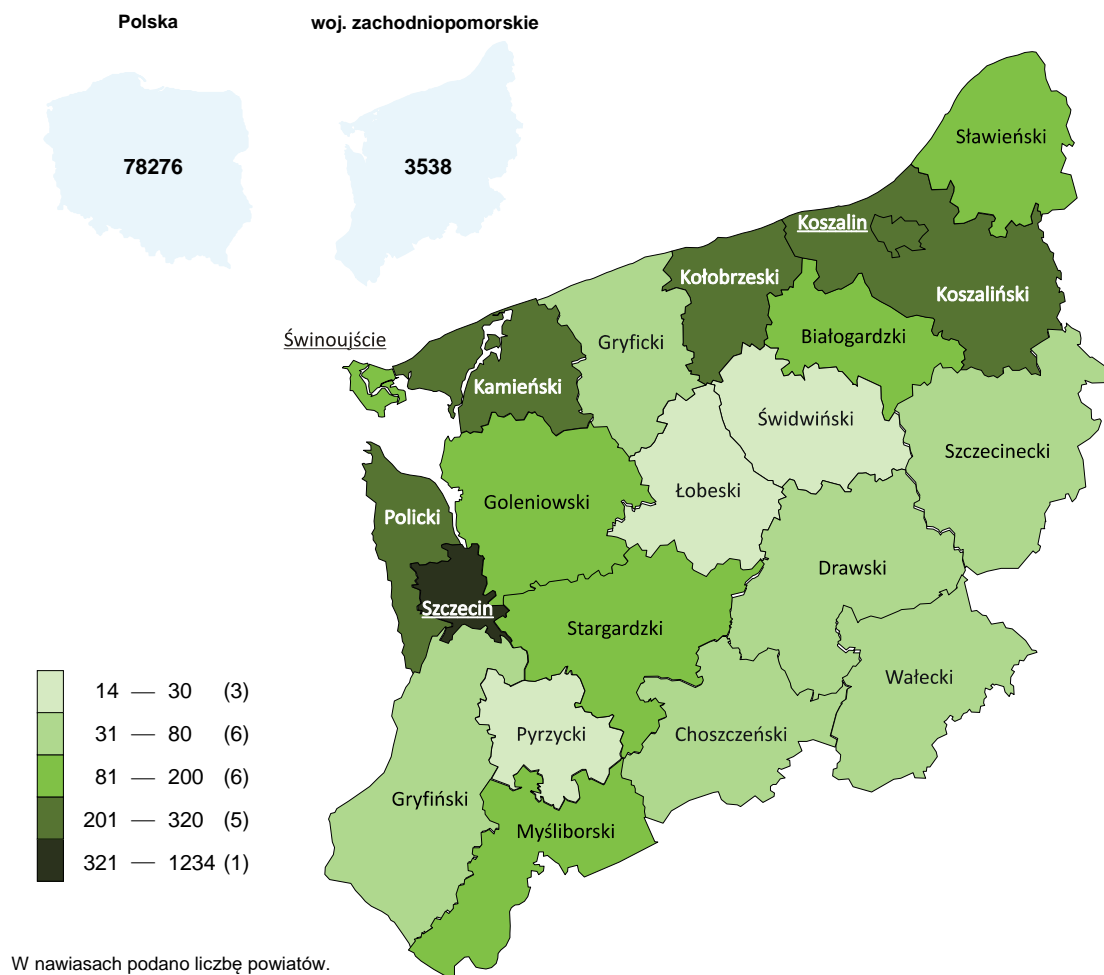 Polska
woj. zachodniopomorskie
78276
3538
Sławieński
Koszalin
Kołobrzeski
Koszaliński
Świnoujście
Gryficki
Białogardzki
Kamieński
Świdwiński
Szczecinecki
Łobeski
Goleniowski
Policki
Drawski
Szczecin
Stargardzki
Wałecki
Pyrzycki
Choszczeński
Gryfiński
Myśliborski
14 — 30 (3)
31 — 80 (6)
81 — 200 (6)
201 — 320 (5)
321 — 1234 (1)
W nawiasach podano liczbę powiatów.